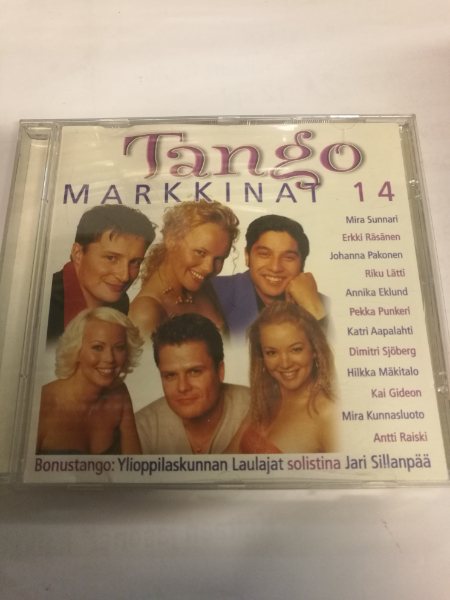 Tango
MARKKINAT 14
Mira Sunnari
Erkki Räsänen
Johanna Pakonen
Riku Lätti
Annika Eklund
Pekka Punkeri
Katri Aapalahti
Dimitri Sjöberg
Hilkka Mäkitalo
Kai Gideon
Mira Kunnasluoto
Antti Raiski
Bonustango: Ylioppilaskunnan Laulajat solistina Jari Sillanpää